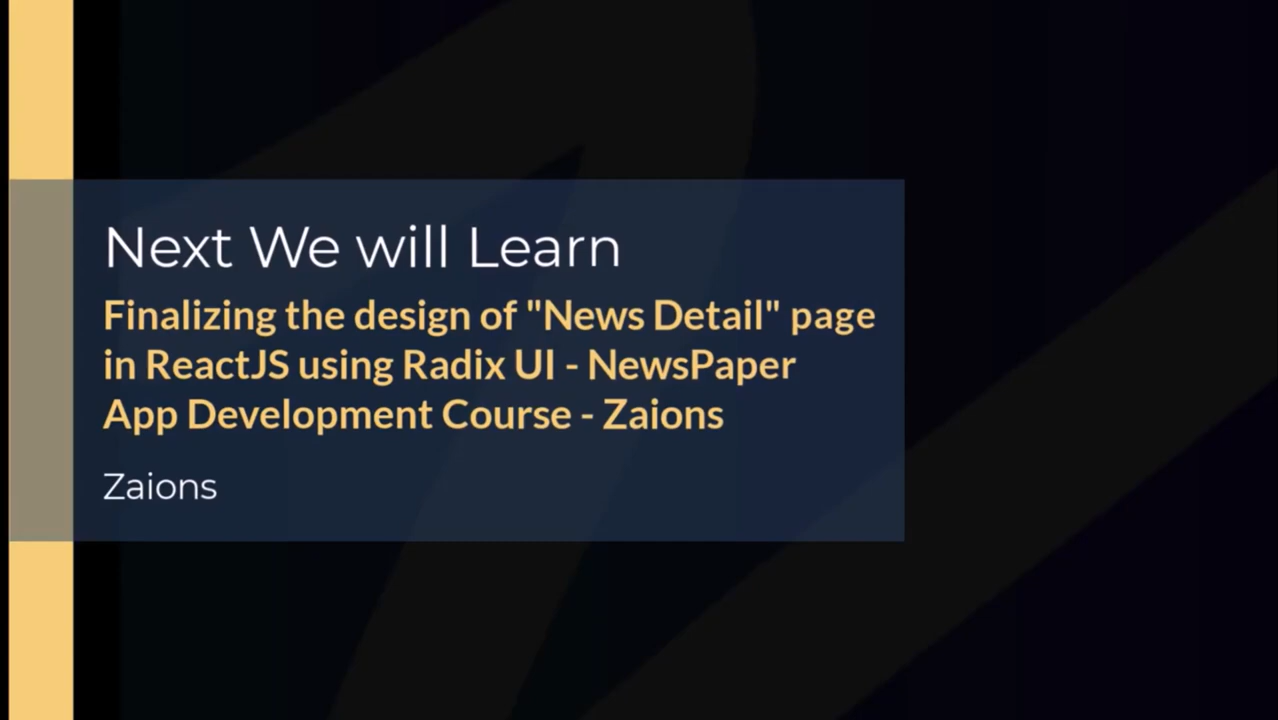 Next We will Learn
Finalizing the design of "News Detail" page
in ReactJS using Radix UI - NewsPaper
App Development Course - Zaions
Zaions